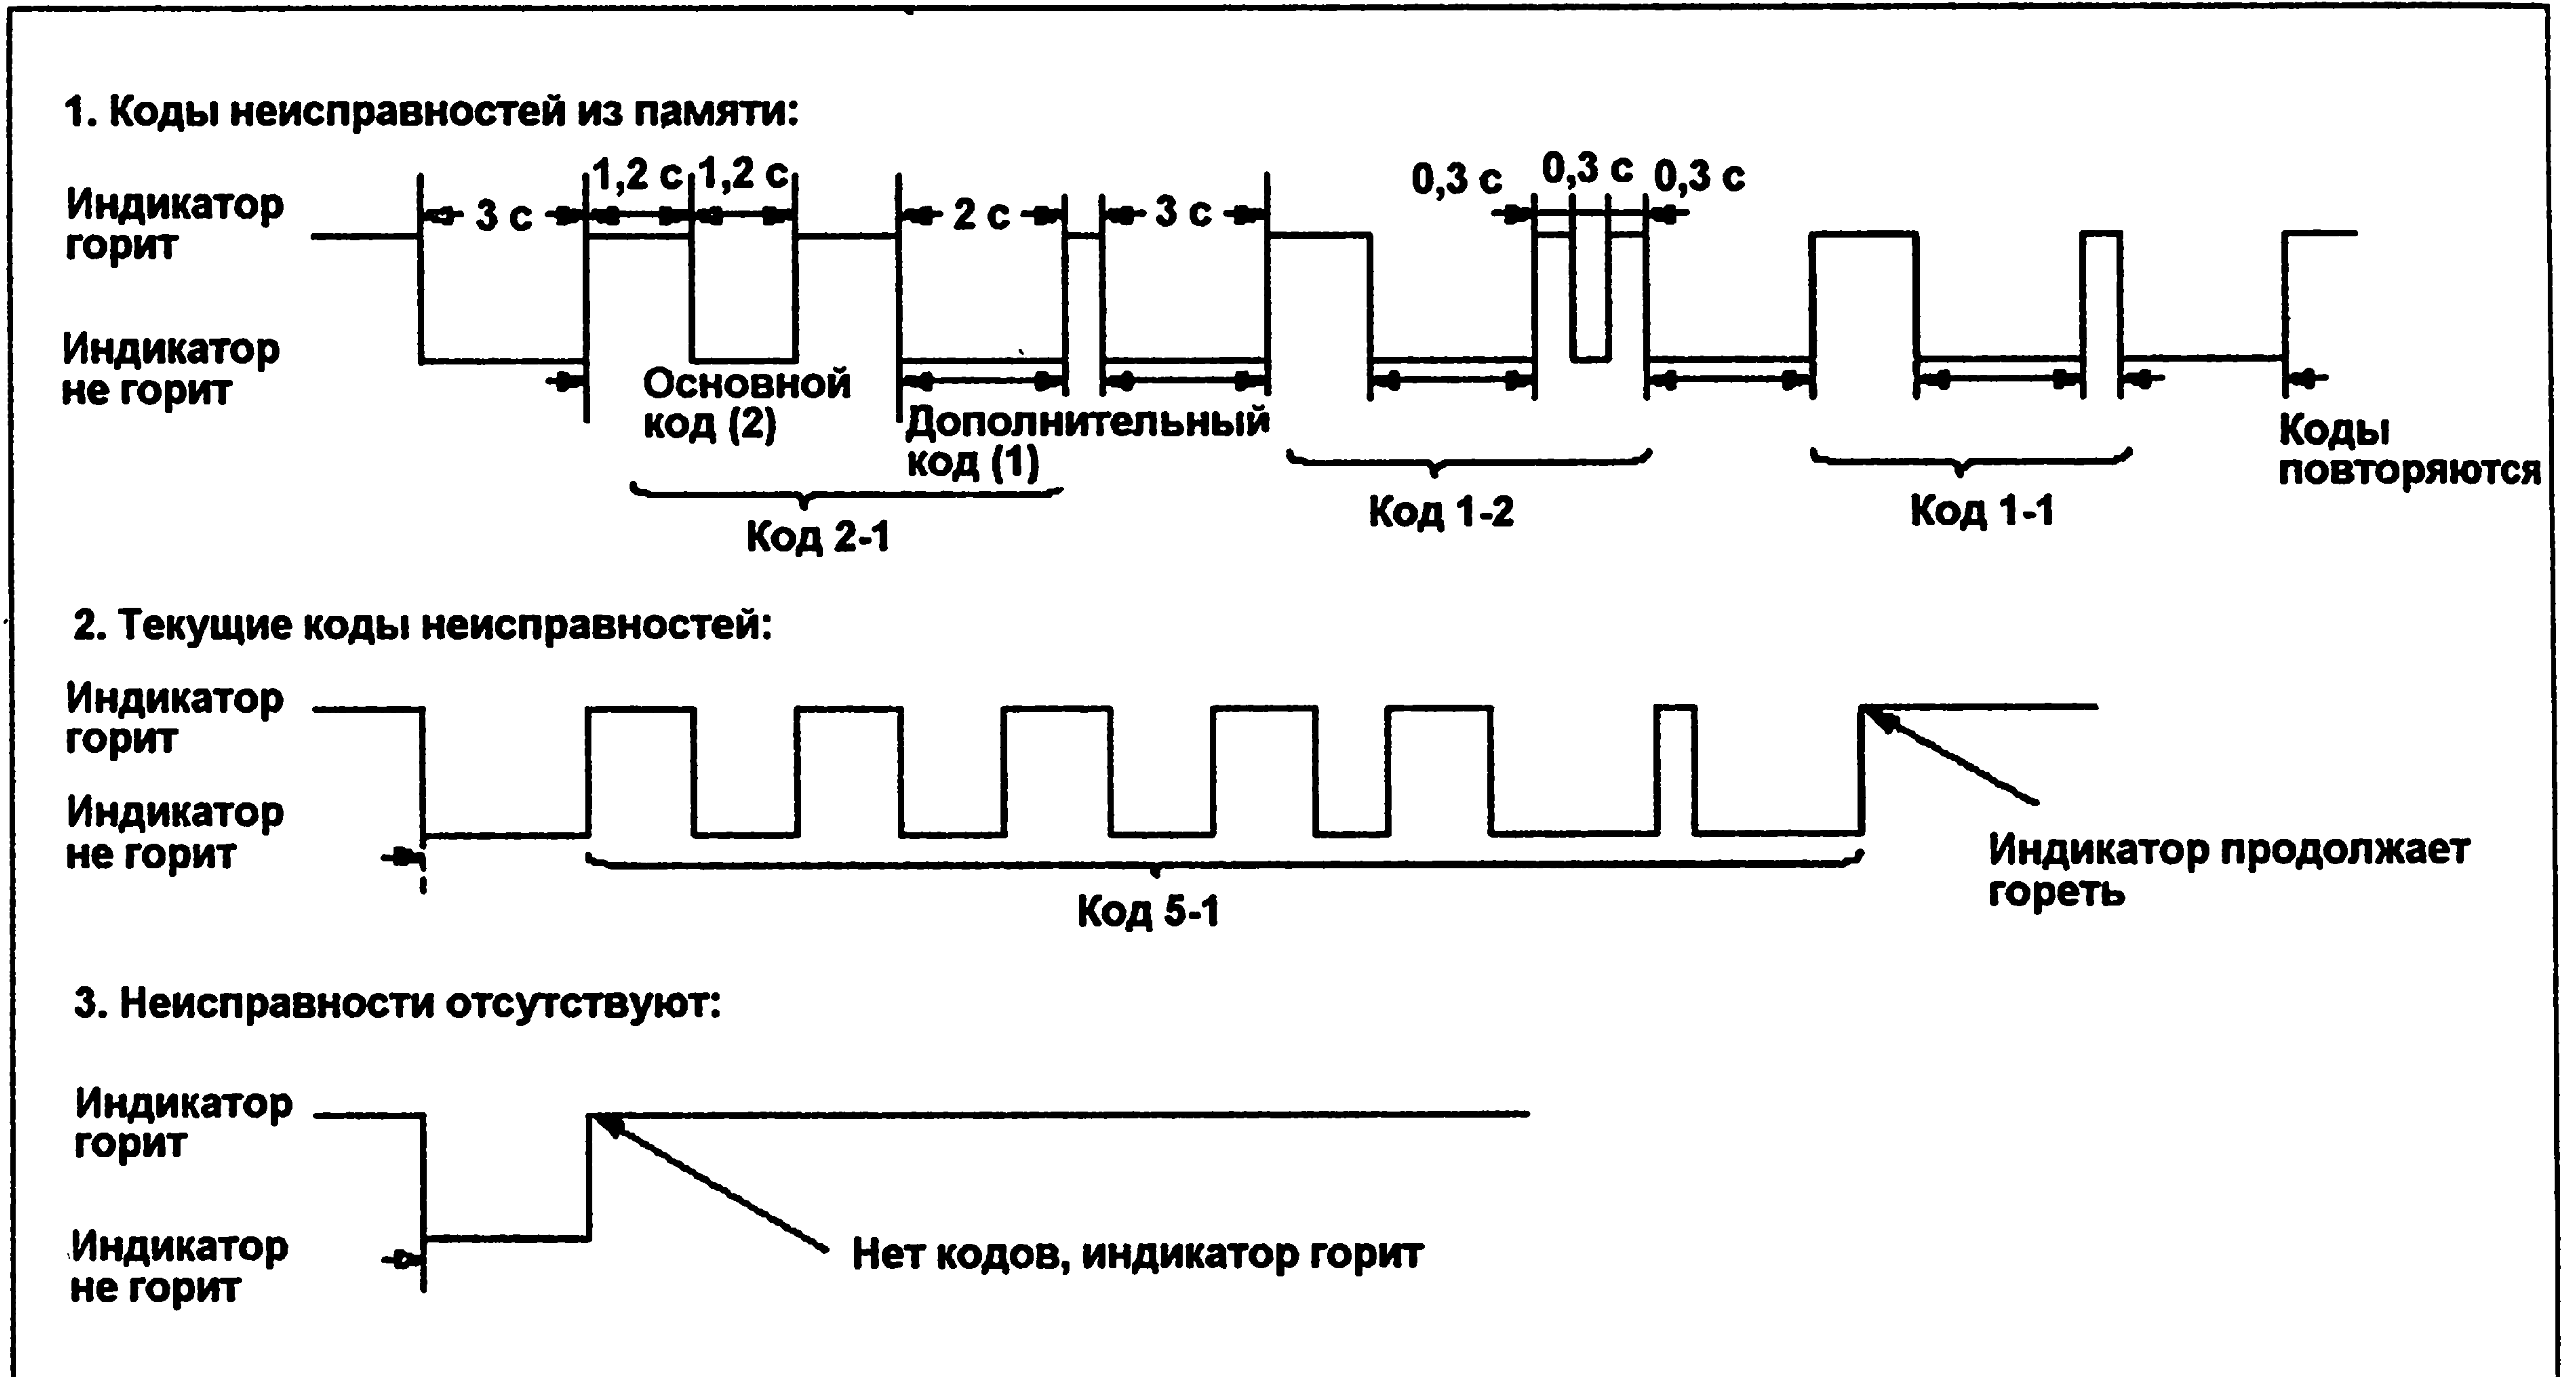 1. Коды неисправностей из памяти:
Индикатор
горит
3 с
1,2 с
1,2 с
2 с
3 с
0,3 с
0,3 с
0,3 с
Индикатор
не горит
Основной
код (2)
Дополнительный
код (1)
Код 2-1
Код 1-2
Код 1-1
Коды
повторяются
2. Текущие коды неисправностей:
Индикатор
горит
Индикатор
не горит
Код 5-1
Индикатор продолжает
гореть
3. Неисправности отсутствуют:
Индикатор
горит
Индикатор
не горит
Нет кодов, индикатор горит